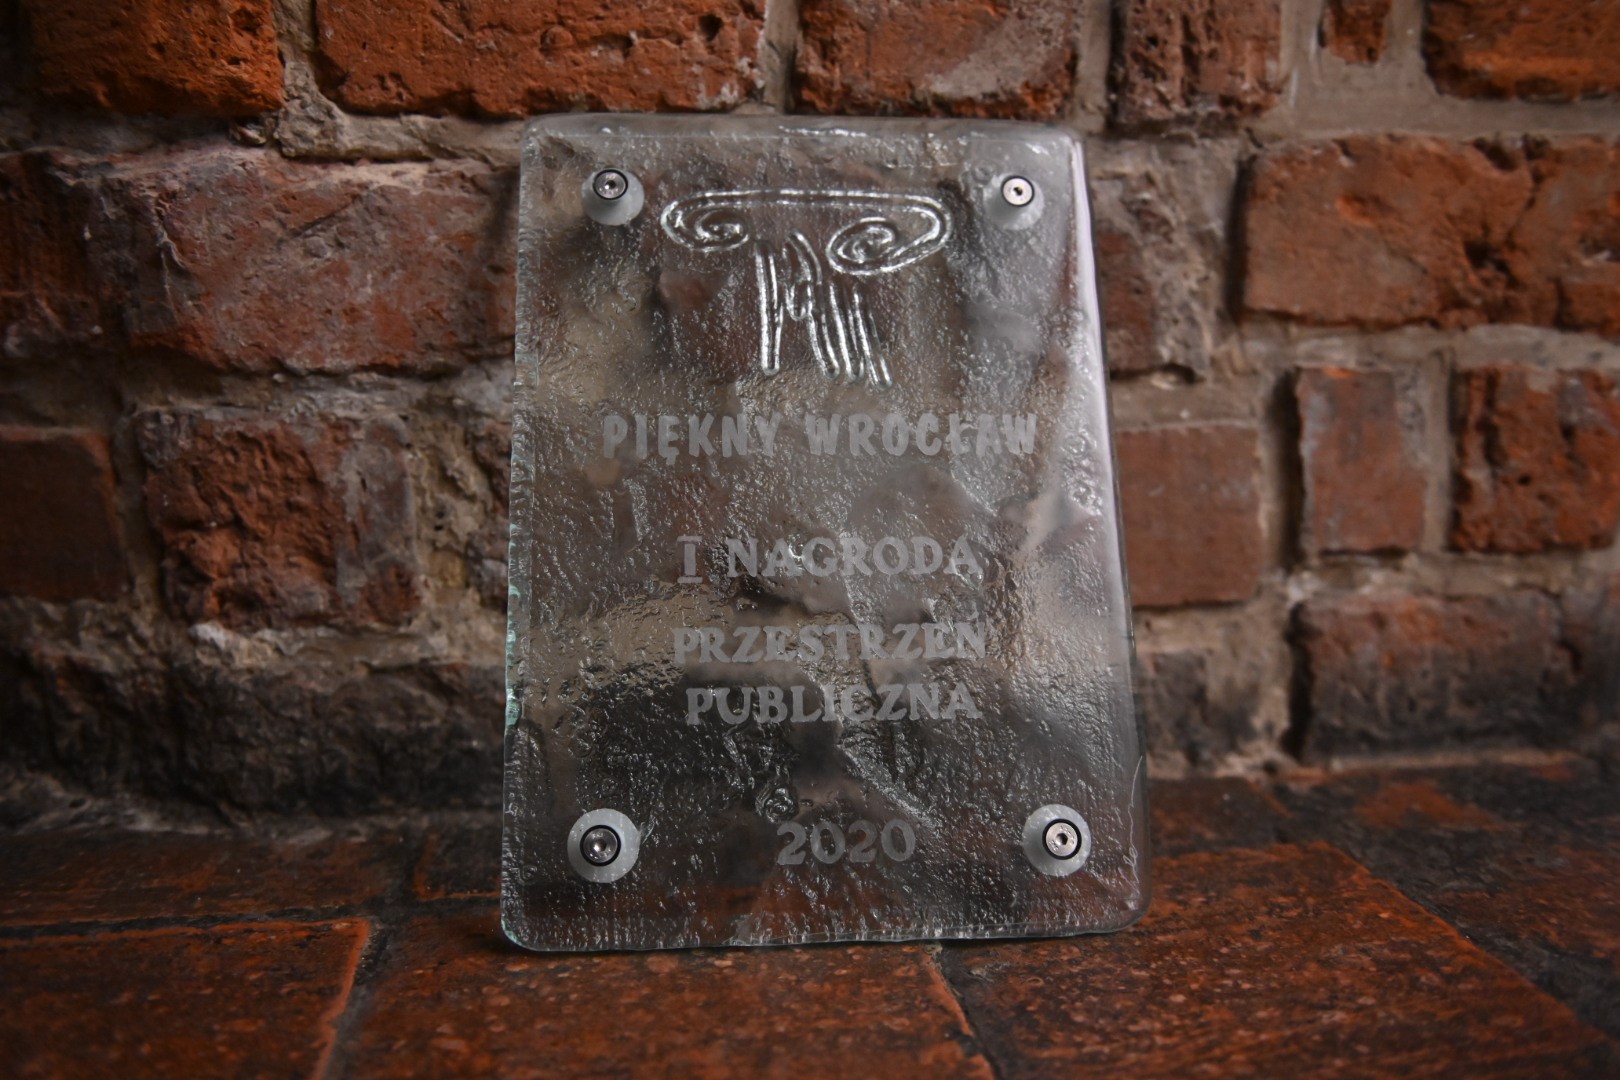 PIĘKNY WROCŁAW
I NAGRODA
PRZESTRZEŃ
PUBLICZNA
2020